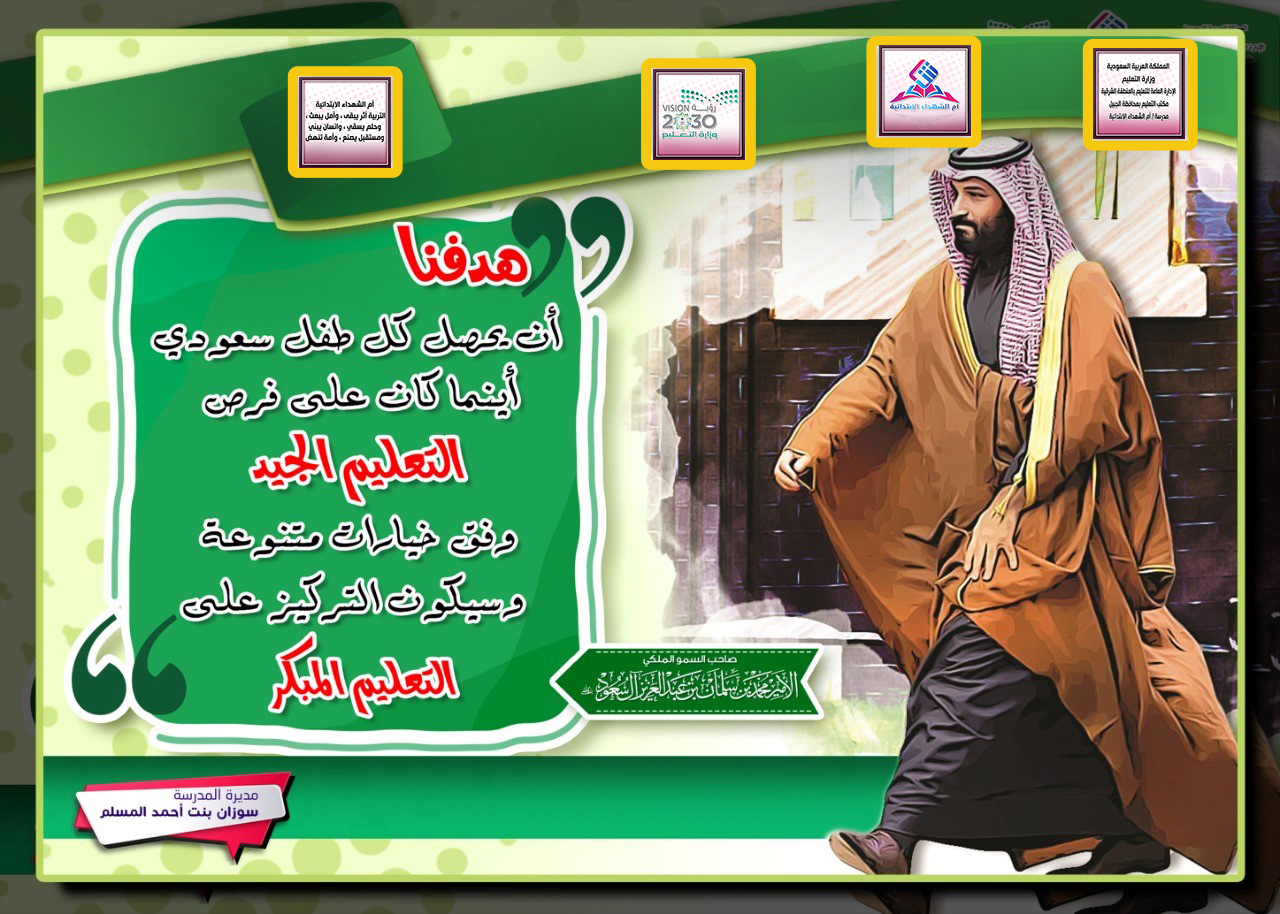 المملكة العربية السعودية
وزارة التعليم
الإدارة العامة للتعليم بالمنطقة الشرقية
مكتب التعليم بمحافظة الجبيل
مدرسة / أم الشهداء الابتدائية
أم الشهداء الابتدائية
رؤيــة
VISION
2030
وزارة التعليم
أم الشهداء الابتدائية
التربية أثر يبقى ، وأمل يبعث ،
وحلم يسقي ، وانسان يبني
ومستقبل يصنع ، وأمة تنهض
هدفنا
أن يحصل كل طفل سعودي
أينما كان على فرص
التعليم الجيد
وفق خيارات متنوعة
وسيكون التركيز على
التعليم المبكر
صاحب السمو الملكي
الأمير محمد بن سلمان بن عبدالعزيز آل سعود
مديرة المدرسة
سوزان بنت أحمد المسلم